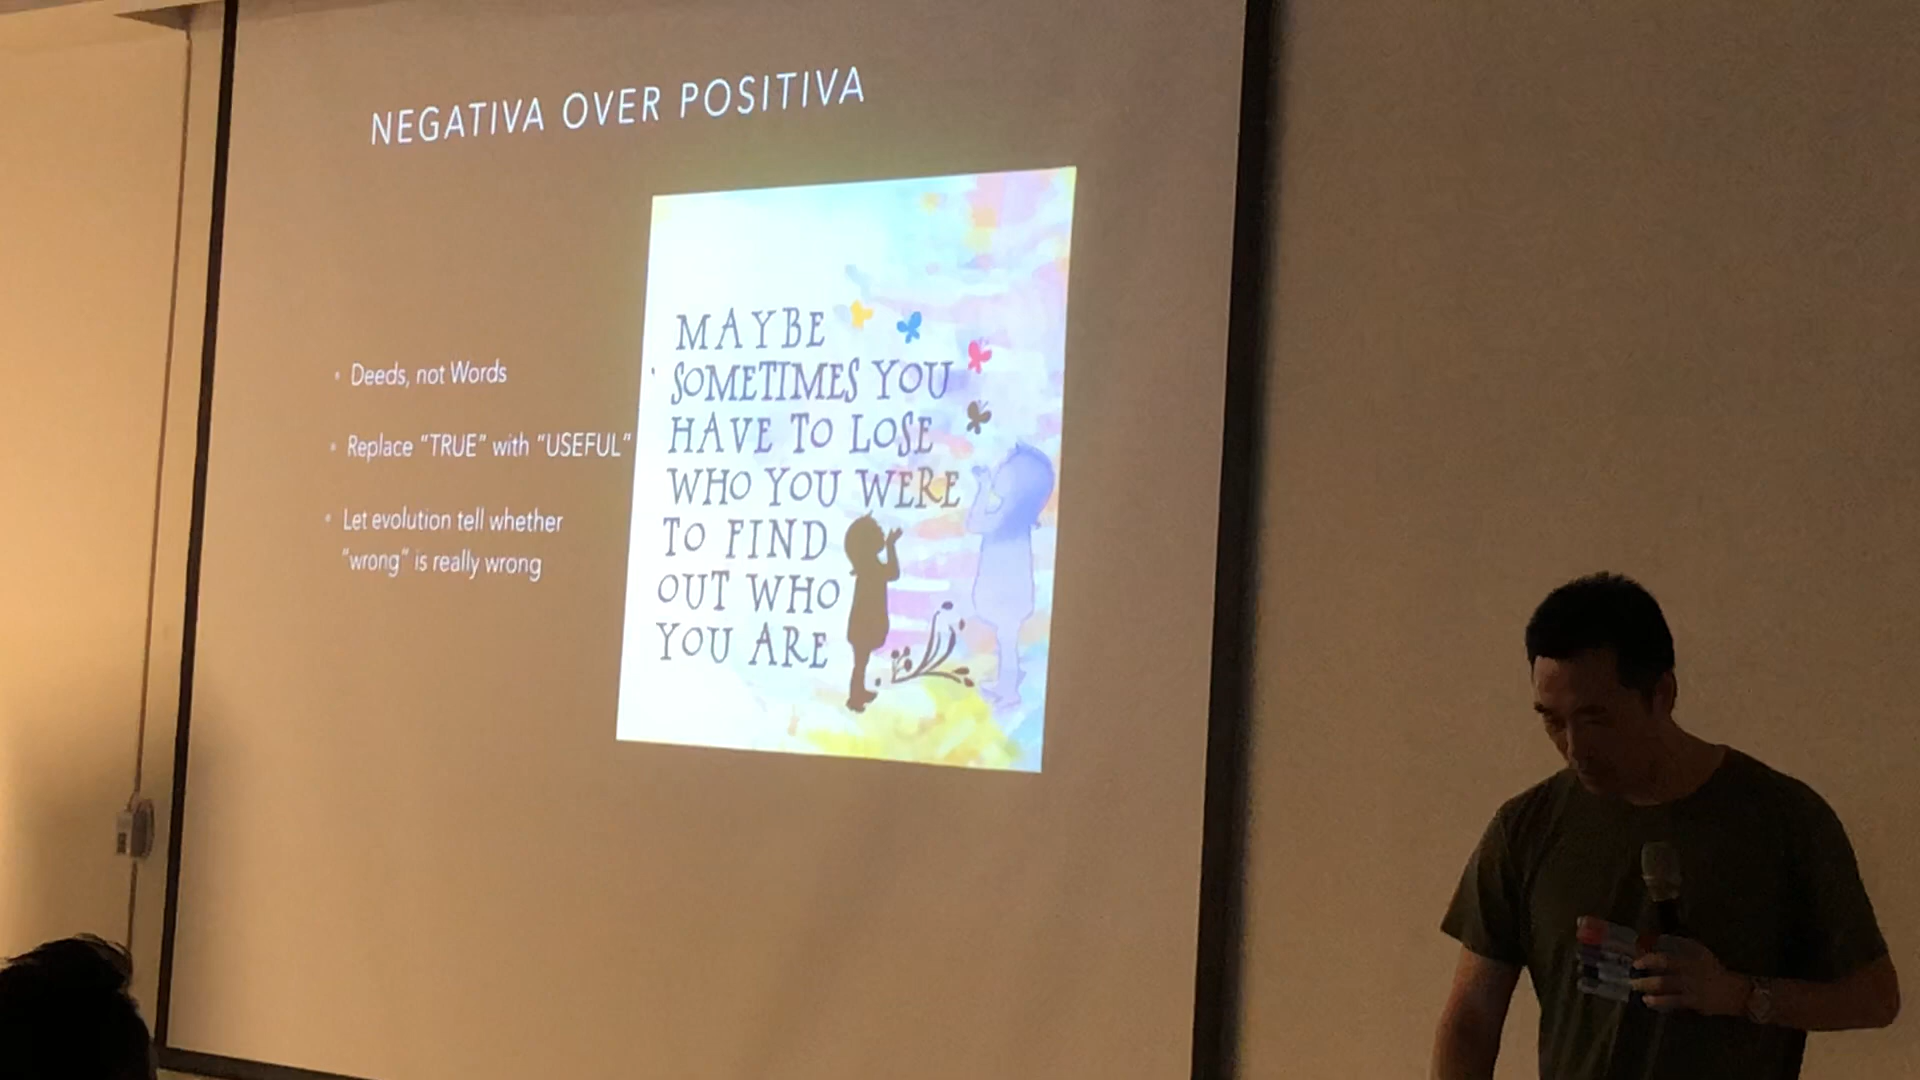 NEGATIVA OVER POSITIVA
• Deeds, not Words
• Replace “TRUE” with “USEFUL“
• Let evolution tell whether
“wrong“ is really wrong
MAYBE
SOMETIMES YOU
HAVE TO LOSE
WHO YOU WERE
TO FIND
OUT WHO
YOU ARE